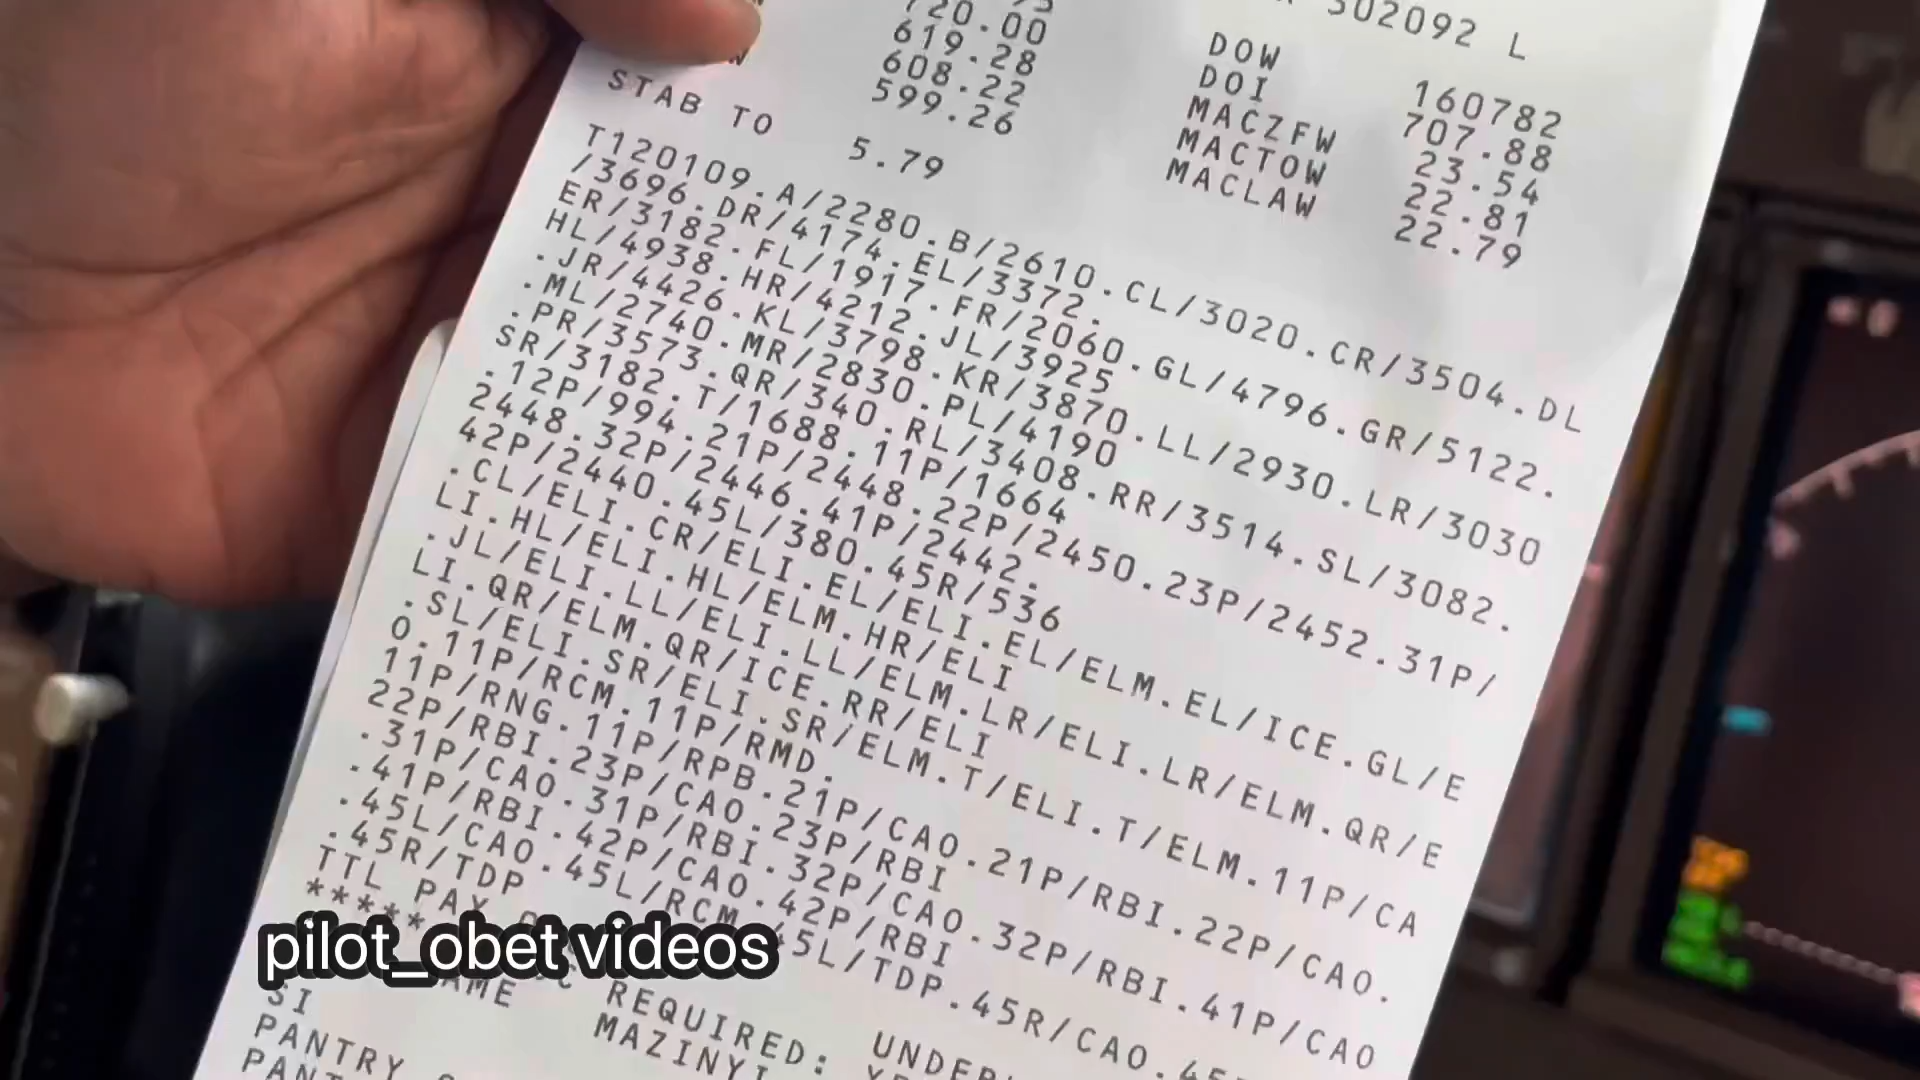 302092 L
720.00
619.28
608.22
599.26
DOW 160782
DOI 707.88
MACZFW 23.54
MACTOW 22.81
MACLAW 22.79
STAB TO 5.79
T120109.A/2280.B/2610.CL/3020.CR/3504.DL
/3696.DR/4174.EL/3372.
ER/3182.FL/1917.FR/2060.GL/4796.GR/5122.
HL/4938.HR/4212.JL/3925
.JR/4426.KL/3798.KR/3870.LL/2930.LR/3030
.ML/2740.MR/2830.PL/4190
.PR/3573.QR/340.RL/3408.RR/3514.SL/3082.
SR/3182.T/1688.11P/1664
.12P/994.21P/2448.22P/2450.23P/2452.31P/
2448.32P/2446.41P/2442.
42P/2440.45L/380.45R/536
.CL/ELI.CR/ELI.EL/ELI.EL/ELM.EL/ICE.GL/E
LI.HL/ELI.HL/ELM.HR/ELI
.JL/ELI.LL/ELI.LL/ELM.LR/ELI.LR/ELM.QR/E
LI.QR/ELM.QR/ICE.RR/ELI
.SL/ELI.SR/ELI.SR/ELM.T/ELI.T/ELM.11P/CA
O.11P/RCM.11P/RMD.
11P/RNG.11P/RPB.21P/CAO.21P/RBI.22P/CAO.
22P/RBI.23P/CAO.23P/RBI
.31P/CAO.31P/RBI.32P/CAO.32P/RBI.41P/CAO
.41P/RBI.42P/CAO.42P/RBI
.45L/CAO.45L/RCM.45L/TDP.45R/CAO.45
.45R/TDP
TTL PAX
*****
REQUIRED: UNDER
SI
MAZINYI
PANTRY
pilot_obet videos